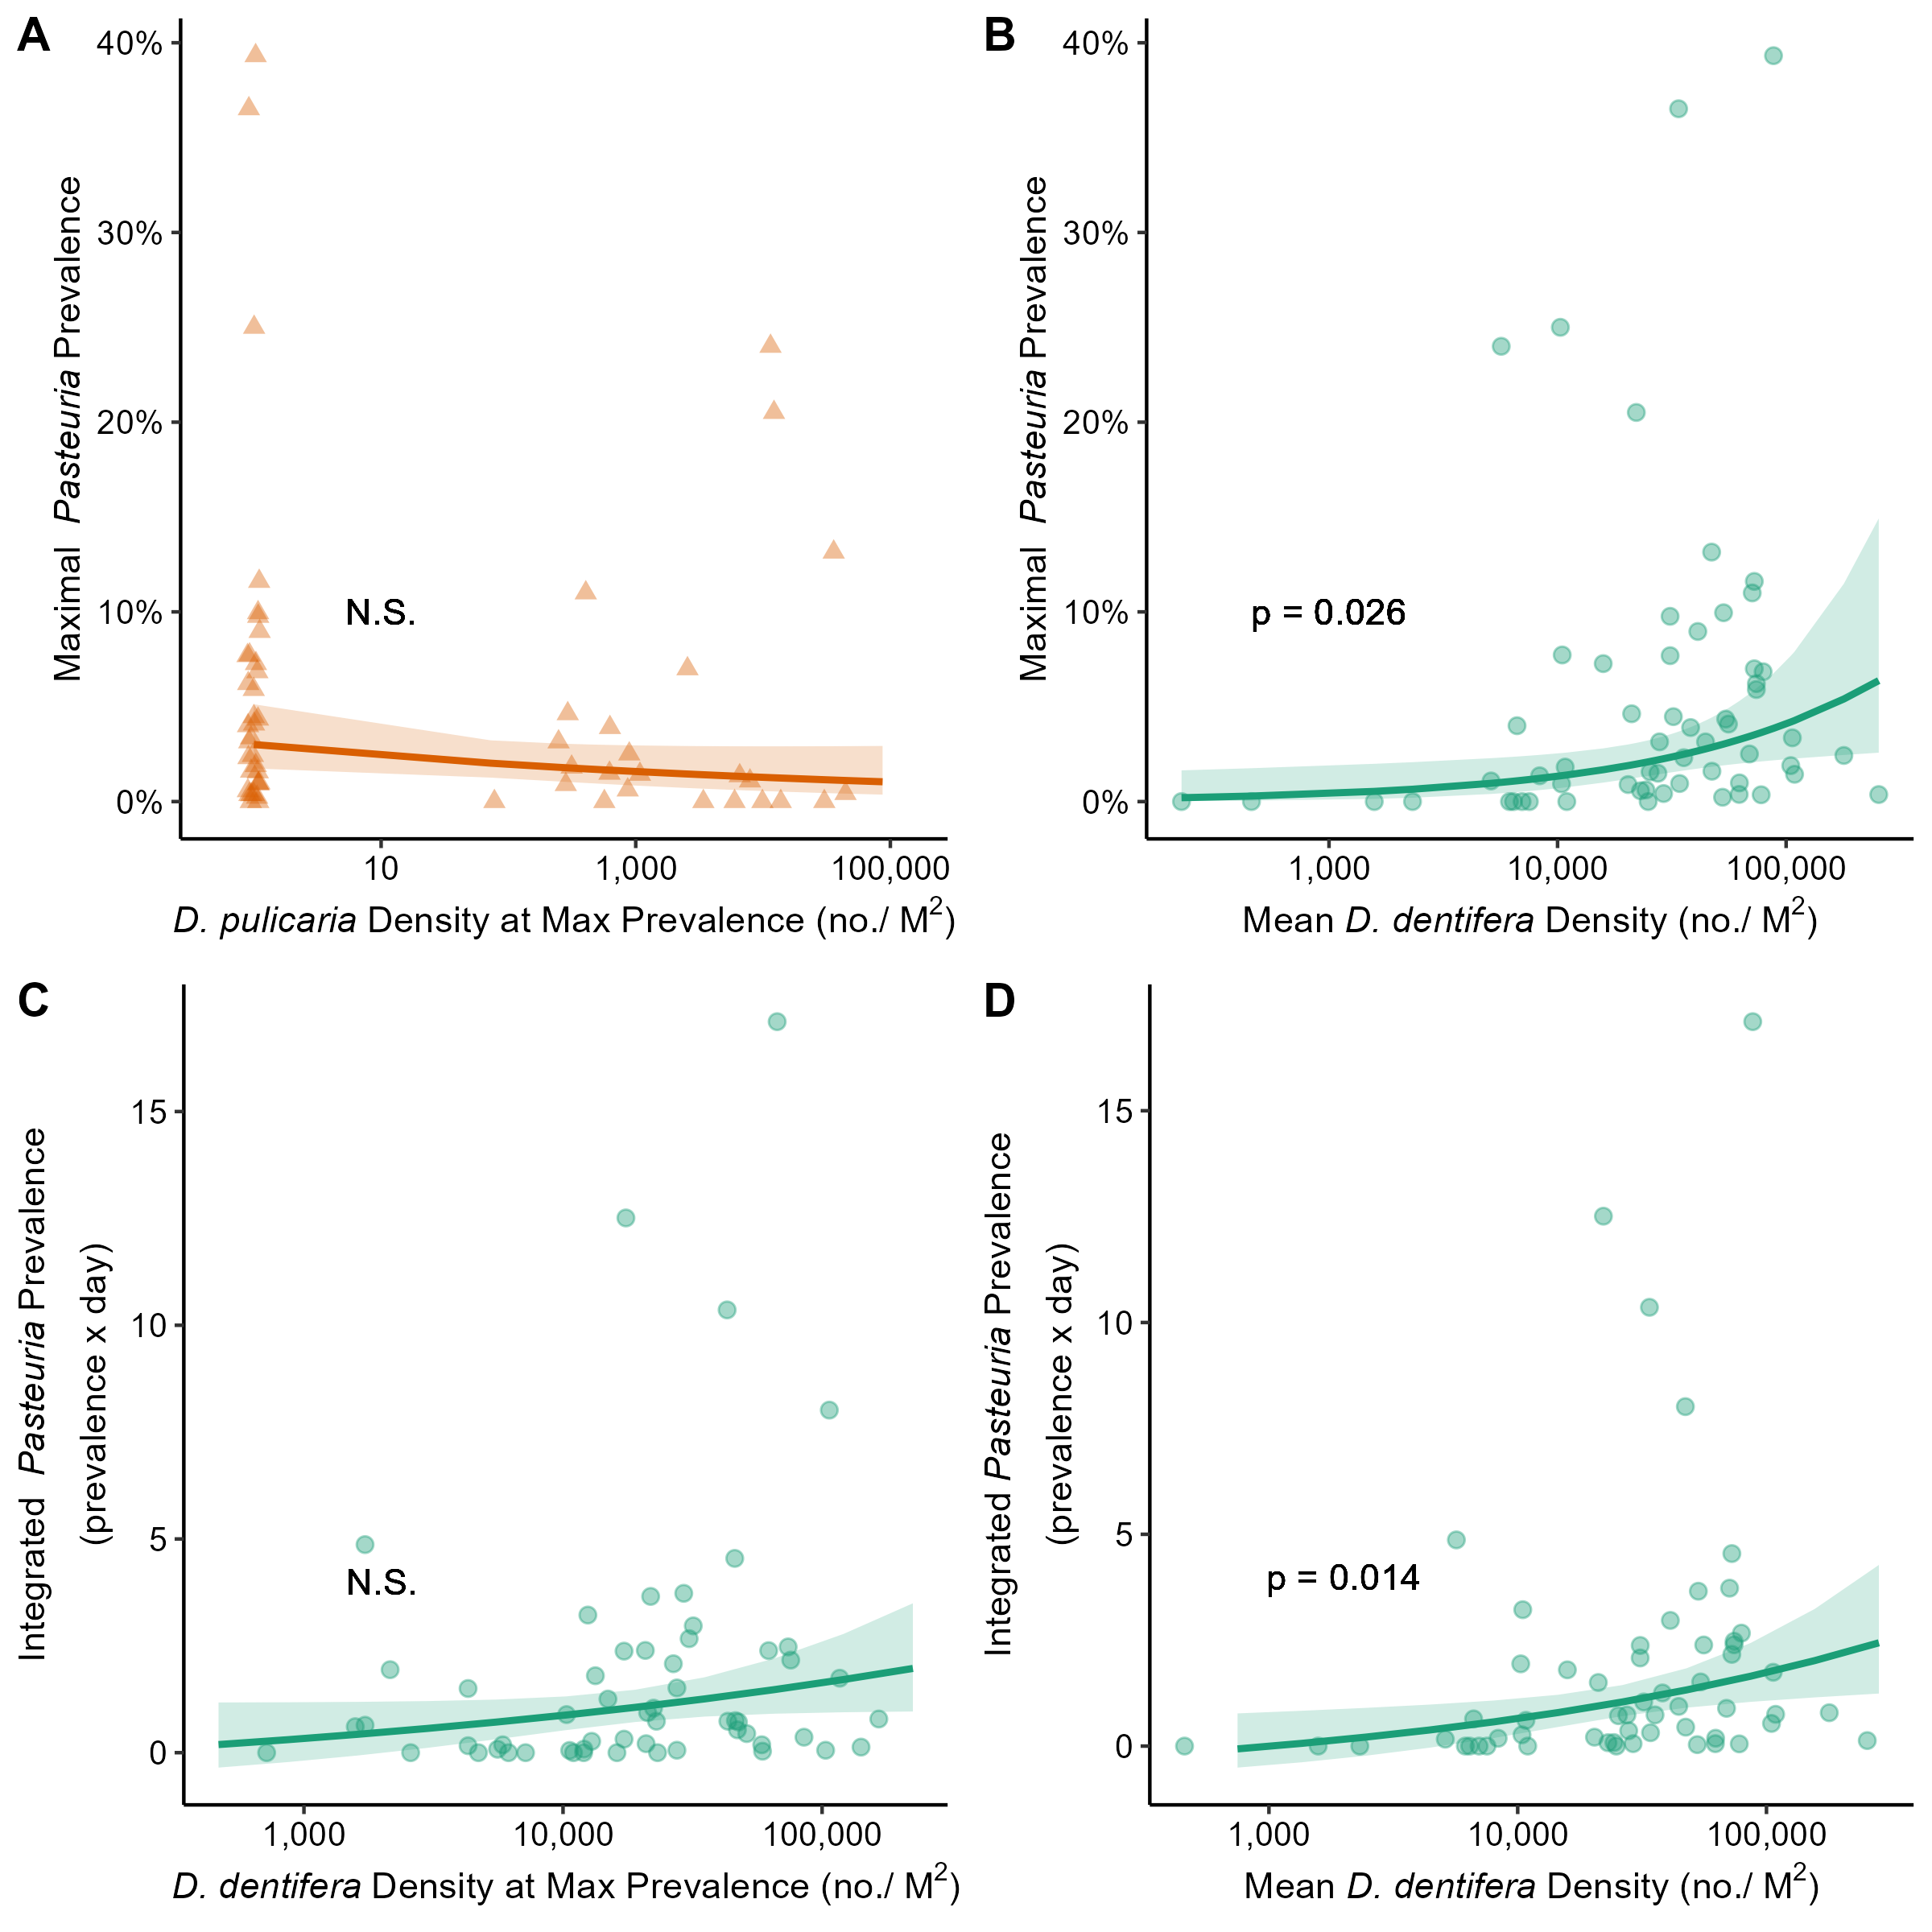 A
40%
30%
20%
10%
0%
Maximal Pasteuria Prevalence
N.S.
10
1,000
100,000
D. pulicaria Density at Max Prevalence (no./ M²)
B
40%
30%
20%
10%
0%
Maximal Pasteuria Prevalence
p = 0.026
1,000
10,000
100,000
Mean D. dentifera Density (no./ M²)
C
15
10
5
0
Integrated Pasteuria Prevalence
(prevalence x day)
N.S.
1,000
10,000
100,000
D. dentifera Density at Max Prevalence (no./ M²)
D
15
10
5
0
Integrated Pasteuria Prevalence
(prevalence x day)
p = 0.014
1,000
10,000
100,000
Mean D. dentifera Density (no./ M²)